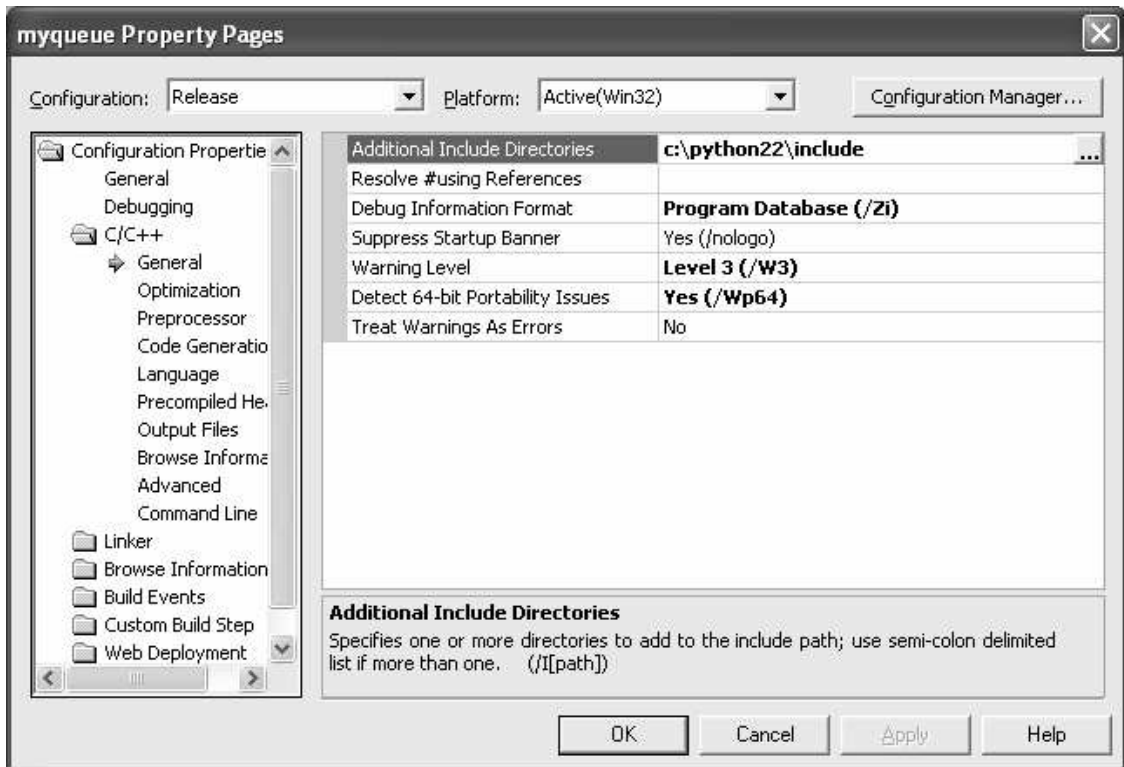 myqueue Property Pages
Configuration: Release Platform: Active(Win32) Configuration Manager...
Configuration Propertie
General
Debugging
C/C++
General
Optimization
Preprocessor
Code Generatio
Language
Precompiled He
Output Files
Browse Informa
Advanced
Command Line
Linker
Browse Information
Build Events
Custom Build Step
Web Deployment
Additional Include Directories c:\python22\include ...
Resolve #using References
Debug Information Format Program Database (/Zi)
Suppress Startup Banner Yes (/nologo)
Warning Level Level 3 (/W3)
Detect 64-bit Portability Issues Yes (/Wp64)
Treat Warnings As Errors No
Additional Include Directories
Specifies one or more directories to add to the include path; use semi-colon delimited
list if more than one. (/I[path])
OK Cancel Apply Help